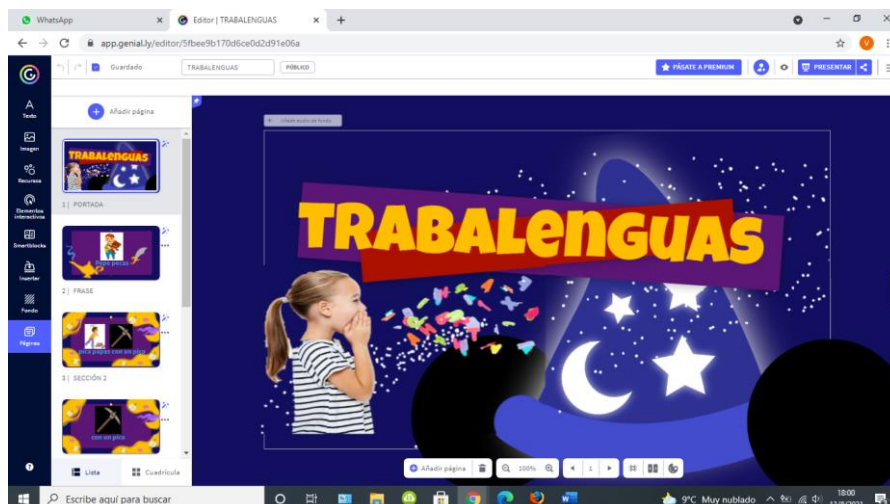 WhatsApp
Editor | TRABALENGUAS
app.genial.ly/editor/5fbee9b170d6ce0d2d91e06a
Guardado
TRABALENGUAS
PÚBLICO
PÁSATE A PREMIUM
PRESENTAR
Texto
Imagen
Recursos
Elementos
interactivos
Smartblocks
Insertar
Fondo
Páginas
Añadir página
TRABALENGUAS
1 | PORTADA
Pepe pecas
2 | FRASE
pica papas con un pico
3 | SECCIÓN 2
con un pico
Lista
Cuadrícula
Añadir audio de fondo
TRABALENGUAS
Añadir página
100%
1
Escribe aquí para buscar
9°C Muy nublado
18:00